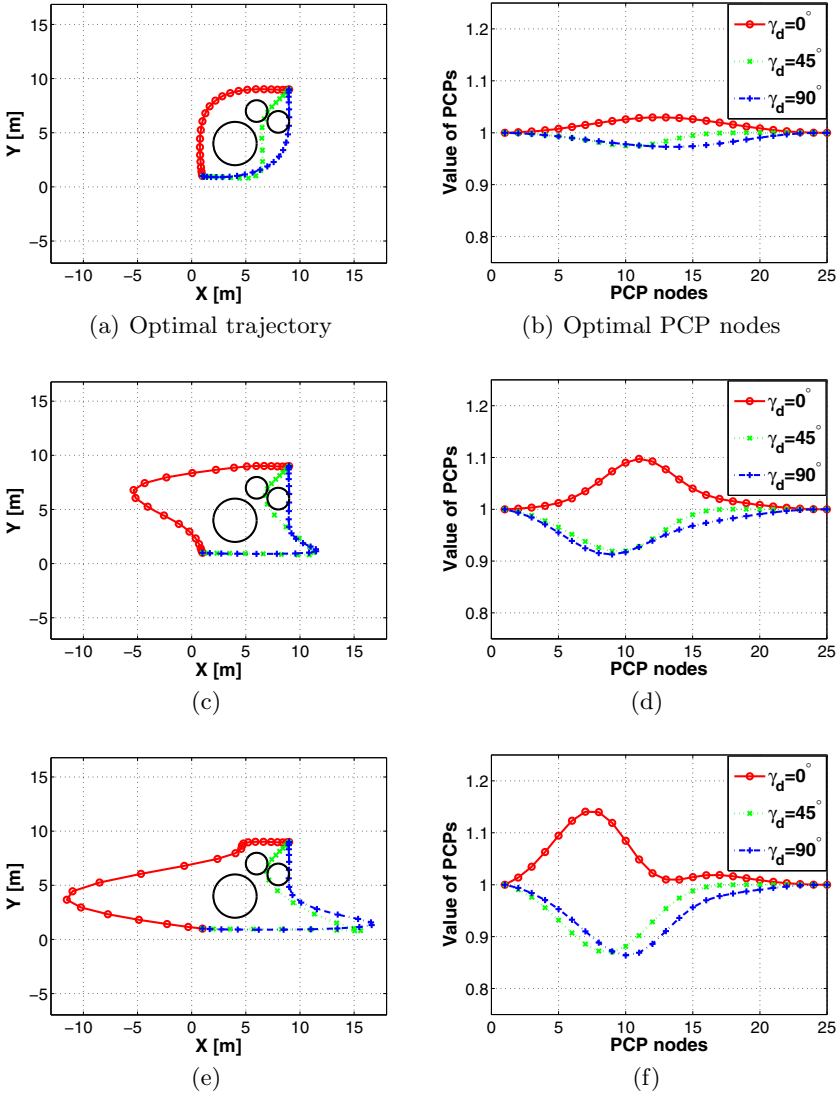 15
10
5
0
−5
Y [m]
−10 −5 0 5 10 15
X [m]
(a) Optimal trajectory
1.2
1.1
1
0.9
0.8
Value of PCPs
γd=0°
γd=45°
γd=90°
0 5 10 15 20 25
PCP nodes
(b) Optimal PCP nodes
15
10
5
0
−5
Y [m]
−10 −5 0 5 10 15
X [m]
(c)
1.2
1.1
1
0.9
0.8
Value of PCPs
γd=0°
γd=45°
γd=90°
0 5 10 15 20 25
PCP nodes
(d)
15
10
5
0
−5
Y [m]
−10 −5 0 5 10 15
X [m]
(e)
1.2
1.1
1
0.9
0.8
Value of PCPs
γd=0°
γd=45°
γd=90°
0 5 10 15 20 25
PCP nodes
(f)